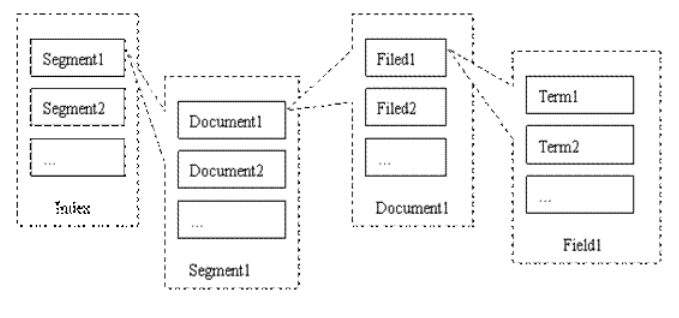 Segment1
Segment2
...
Index
Document1
Document2
...
Segment1
Filed1
Filed2
...
Document1
Term1
Term2
...
Field1